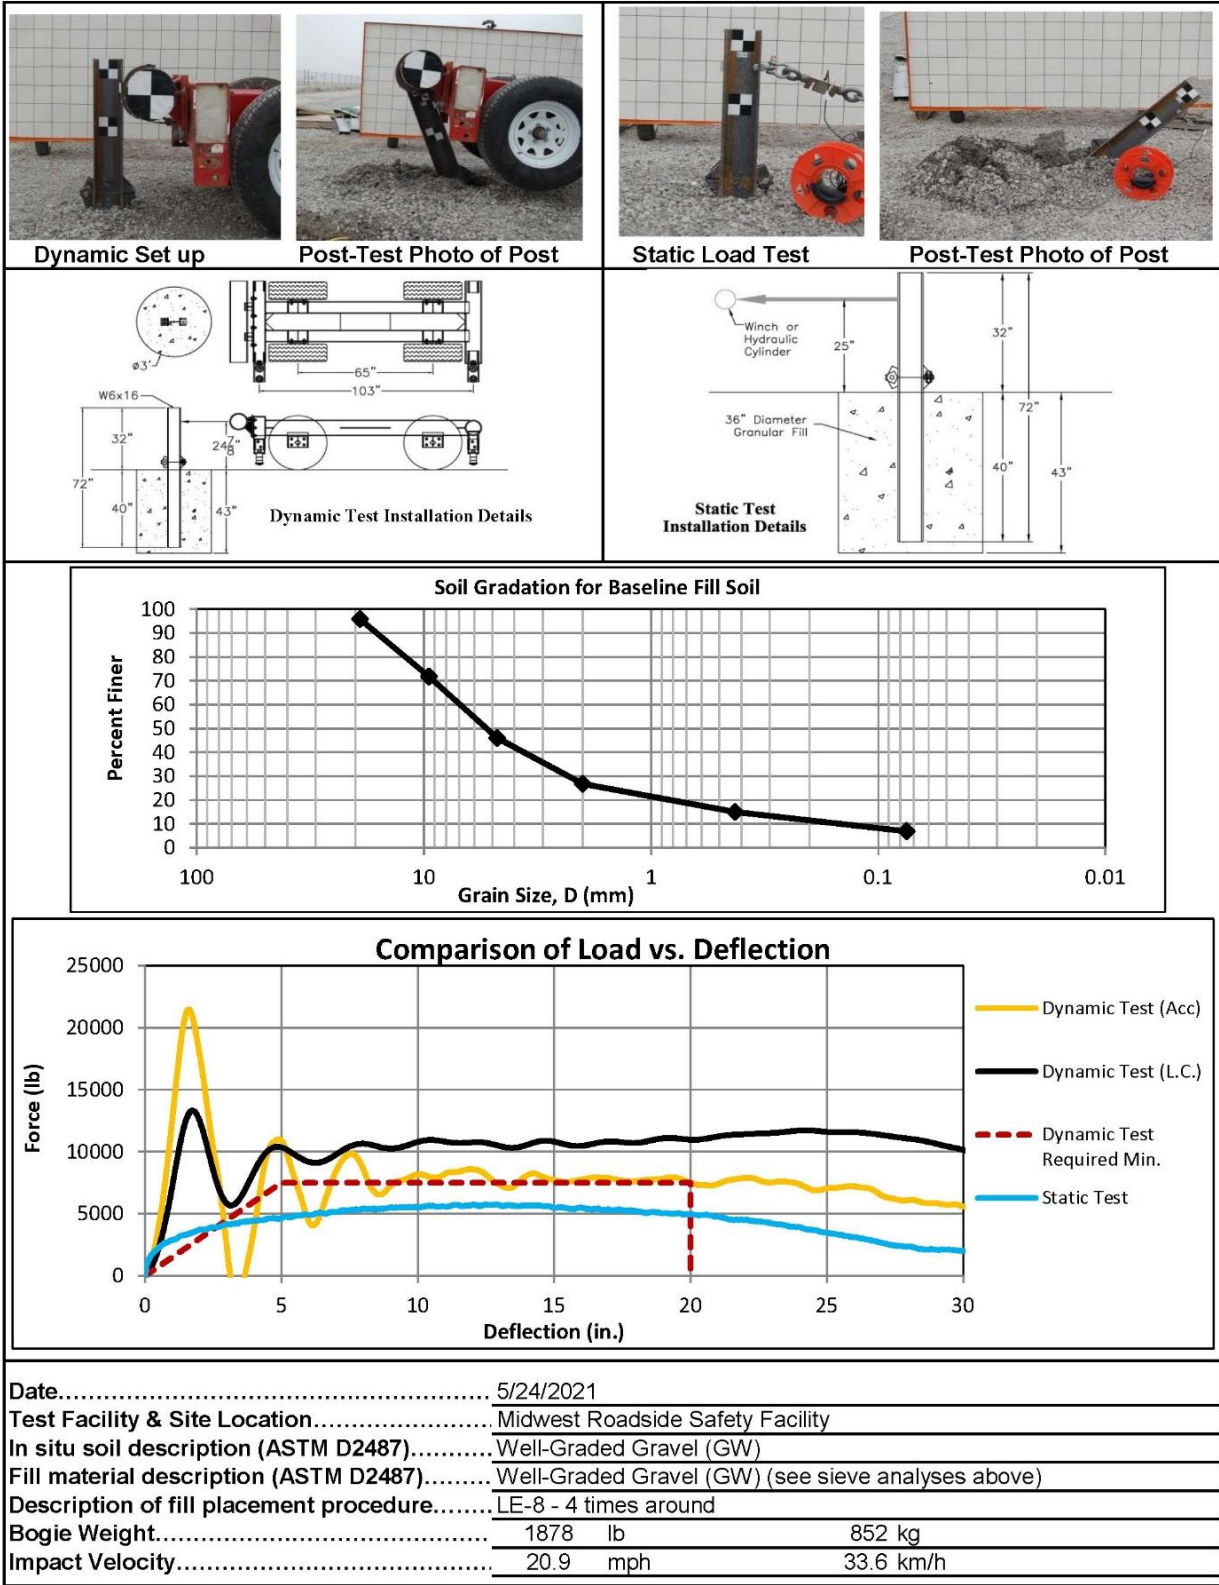 Dynamic Set up
Post-Test Photo of Post
Static Load Test
Post-Test Photo of Post
ø3'
65"
103"
W6x16
32"
24 7/8"
72"
40"
43"
Dynamic Test Installation Details
Winch or
Hydraulic
Cylinder
25"
32"
72"
36" Diameter
Granular Fill
40"
43"
Static Test
Installation Details
Soil Gradation for Baseline Fill Soil
Percent Finer
100
90
80
70
60
50
40
30
20
10
0
100 10 1 0.1 0.01
Grain Size, D (mm)
Comparison of Load vs. Deflection
Force (lb)
25000
20000
15000
10000
5000
0
0 5 10 15 20 25 30
Deflection (in.)
Dynamic Test (Acc)
Dynamic Test (L.C.)
Dynamic Test
Required Min.
Static Test
Date.................................................... 5/24/2021
Test Facility & Site Location...................... Midwest Roadside Safety Facility
In situ soil description (ASTM D2487).......... Well-Graded Gravel (GW)
Fill material description (ASTM D2487)........ Well-Graded Gravel (GW) (see sieve analyses above)
Description of fill placement procedure....... LE-8 - 4 times around
Bogie Weight........................................ 1878 lb 852 kg
Impact Velocity...................................... 20.9 mph 33.6 km/h